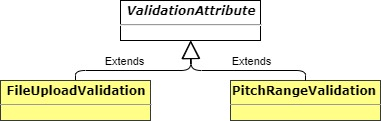 ValidationAttribute
Extends
Extends
FileUploadValidation
PitchRangeValidation